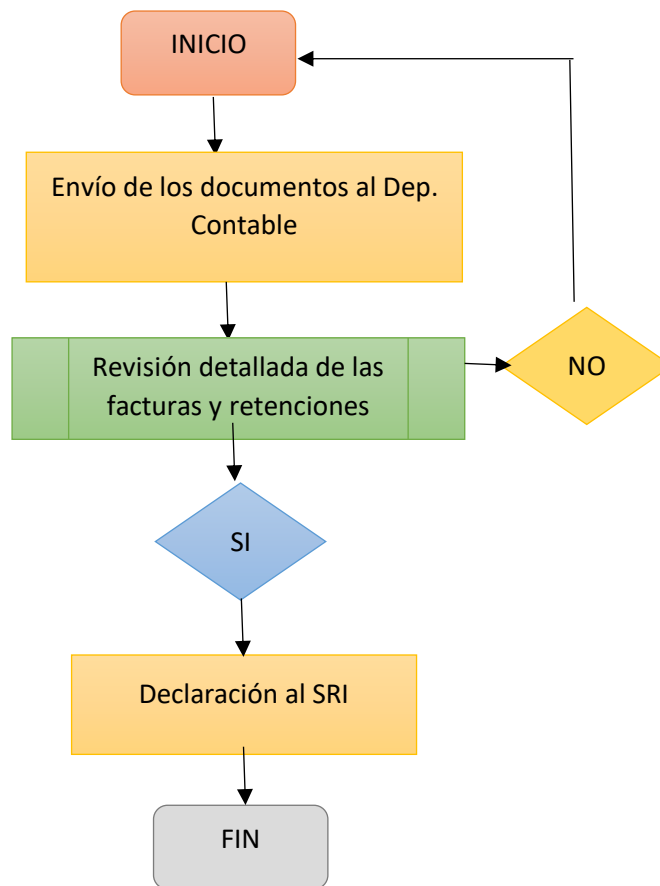 INICIO
Envío de los documentos al Dep.
Contable
Revisión detallada de las
facturas y retenciones
NO
SI
Declaración al SRI
FIN